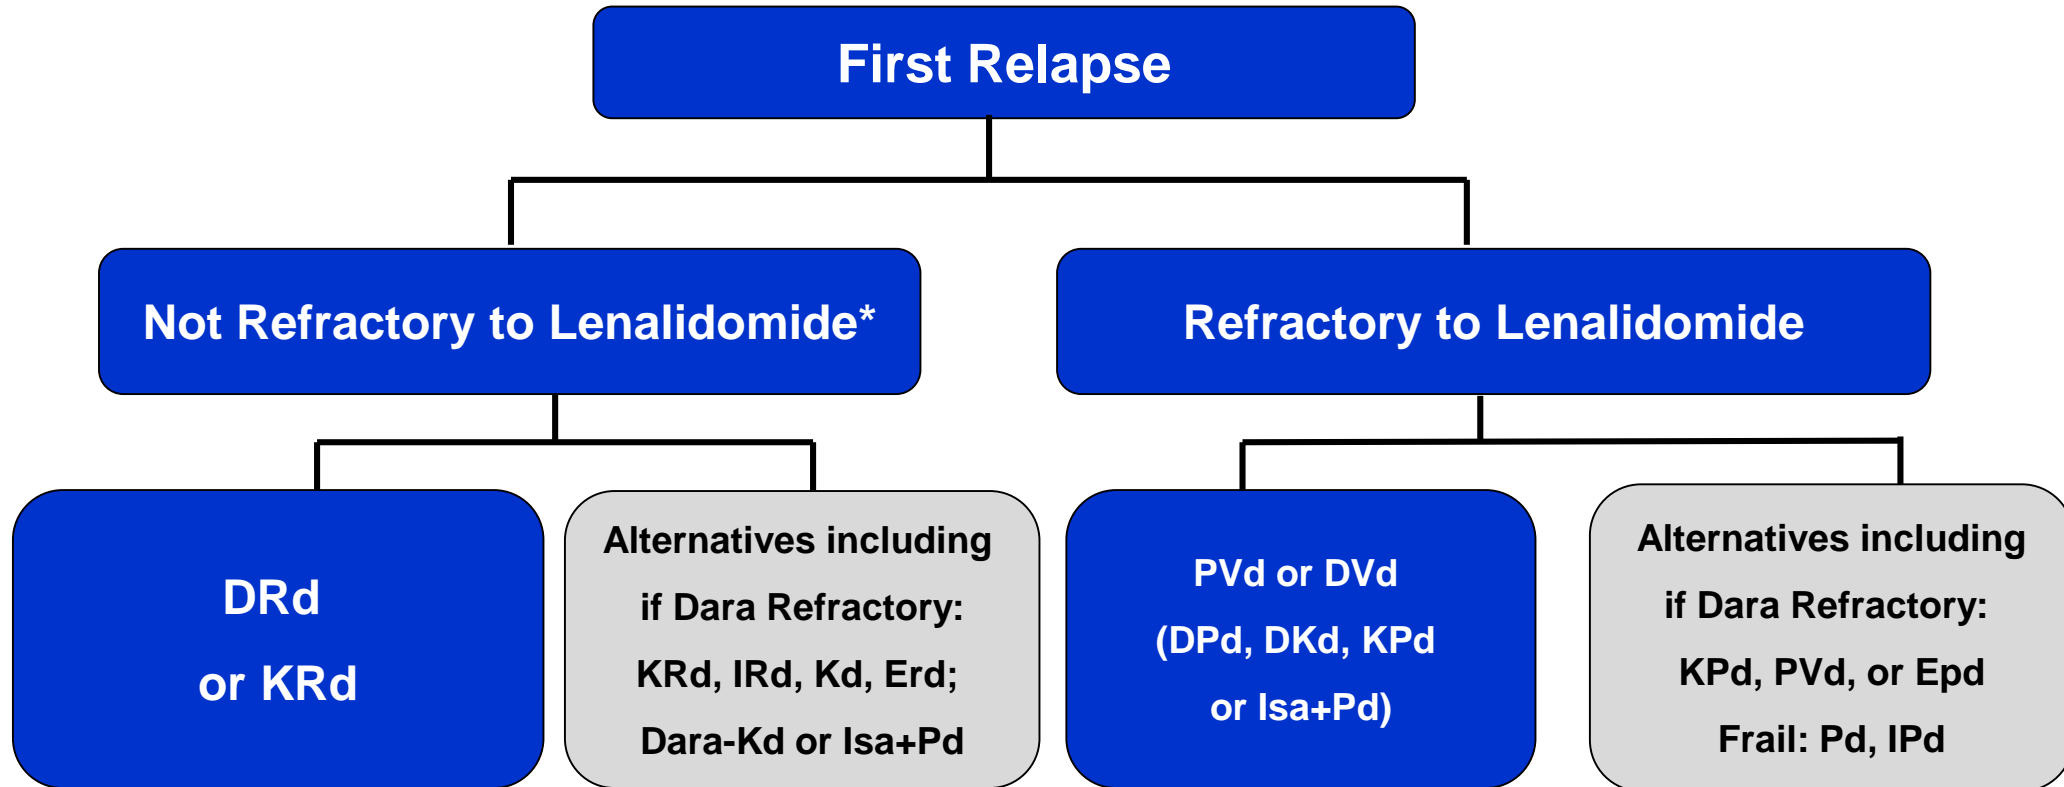 First Relapse
Not Refractory to Lenalidomide*
Refractory to Lenalidomide
DRd
or KRd
Alternatives including
if Dara Refractory:
KRd, IRd, Kd, Erd;
Dara-Kd or Isa+Pd
PVd or DVd
(DPd, DKd, KPd
or Isa+Pd)
Alternatives including
if Dara Refractory:
KPd, PVd, or Epd
Frail: Pd, IPd